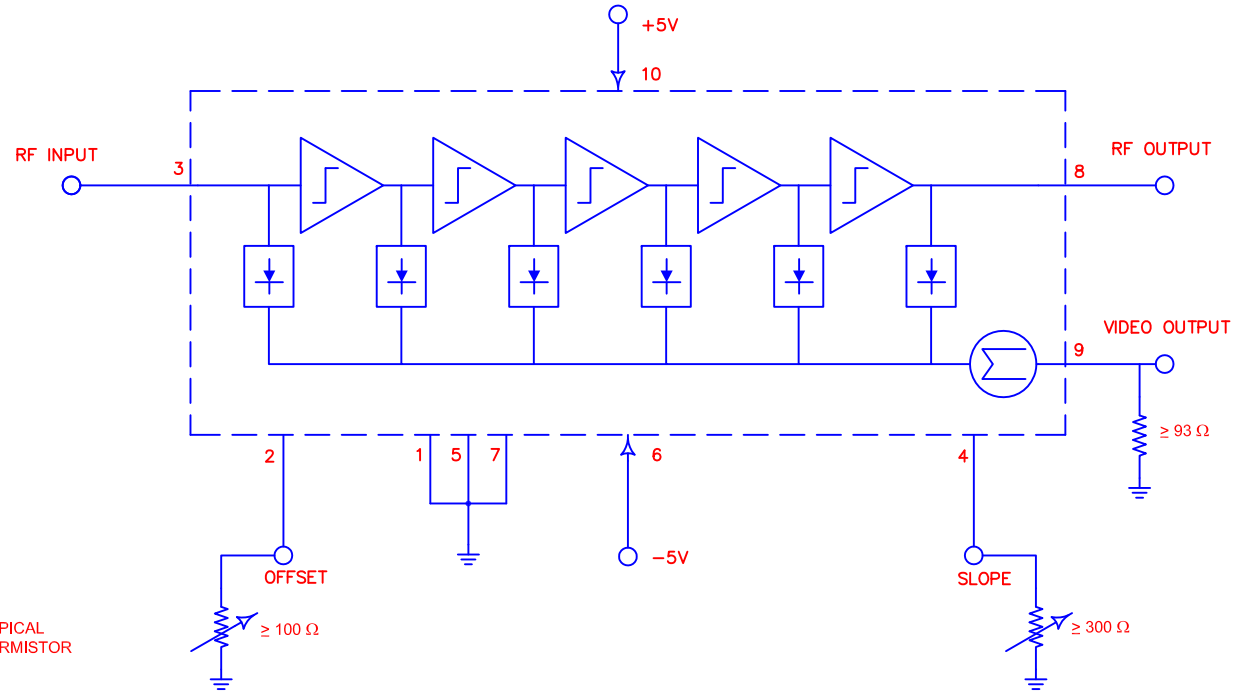 +5V
10
RF INPUT
3
RF OUTPUT
8
VIDEO OUTPUT
9
≥ 93 Ω
2
1
5
7
6
4
OFFSET
-5V
SLOPE
PICAL
RMISTOR
≥ 100 Ω
≥ 300 Ω